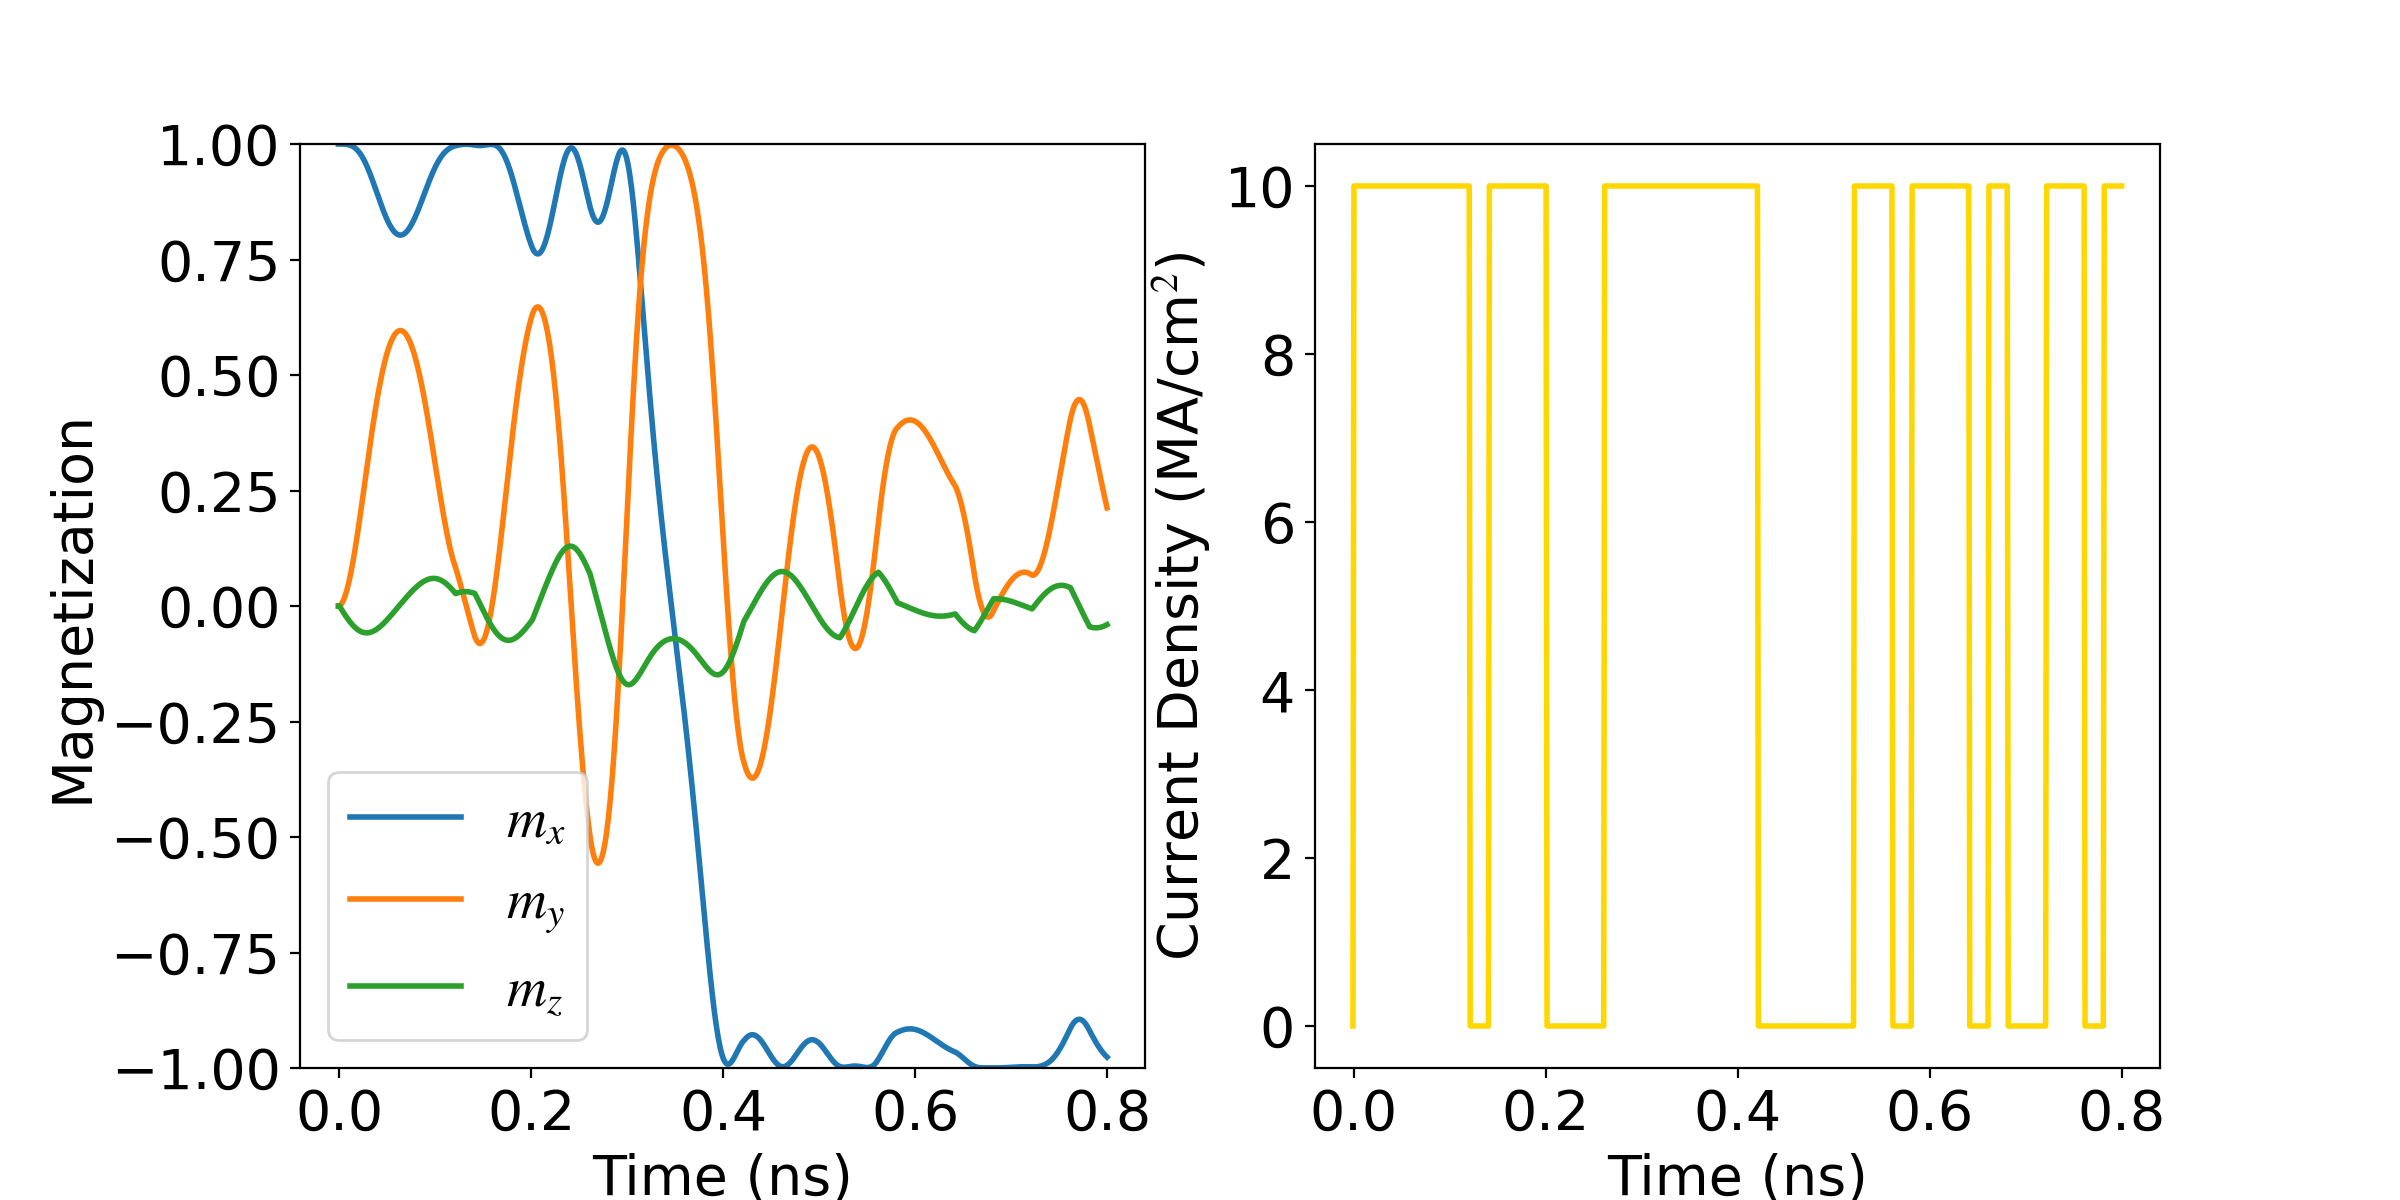 Magnetization
1.00
0.75
0.50
0.25
0.00
−0.25
−0.50
−0.75
−1.00
m_x
m_y
m_z
0.0 0.2 0.4 0.6 0.8
Time (ns)
Current Density (MA/cm²)
10
8
6
4
2
0
0.0 0.2 0.4 0.6 0.8
Time (ns)